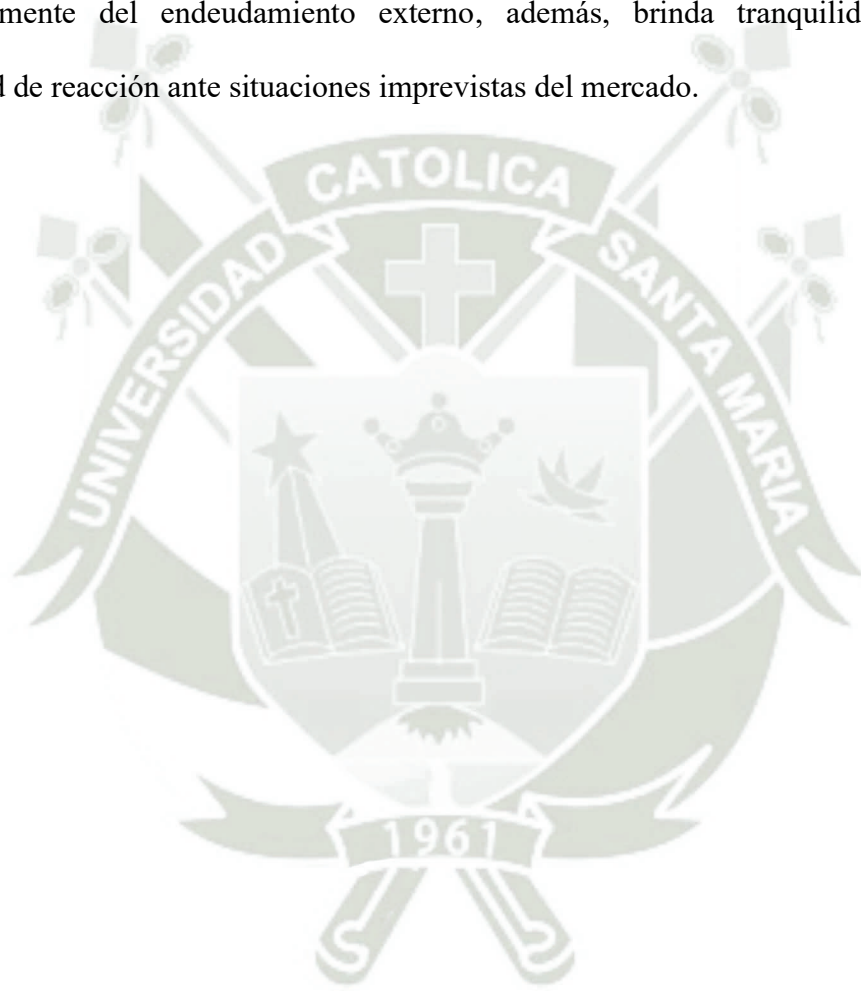 mente del endeudamiento externo, además, brinda tranquilid
d de reacción ante situaciones imprevistas del mercado.
CATOLICA
UNIVERSIDAD
SANTA MARIA
1961